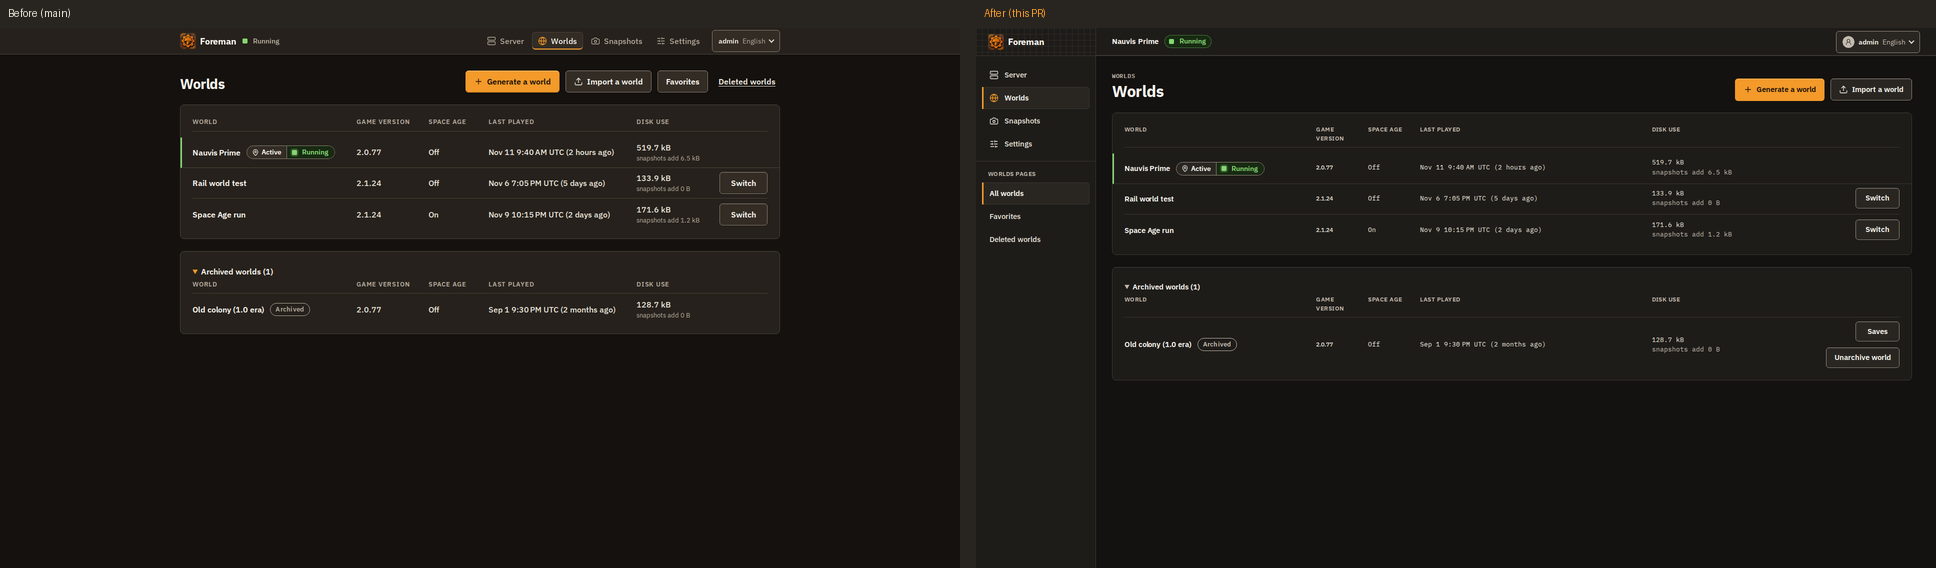 Before (main)
Foreman Running Server Worlds Snapshots Settings admin English
Worlds Generate a world Import a world Favorites Deleted worlds
WORLD GAME VERSION SPACE AGE LAST PLAYED DISK USE
Nauvis Prime Active Running 2.0.77 Off Nov 11 9:40 AM UTC (2 hours ago) 519.7 kB
snapshots add 6.5 kB
Rail world test 2.1.24 Off Nov 6 7:05 PM UTC (5 days ago) 133.9 kB Switch
snapshots add 0 B
Space Age run 2.1.24 On Nov 9 10:15 PM UTC (2 days ago) 171.6 kB Switch
snapshots add 1.2 kB
Archived worlds (1)
WORLD GAME VERSION SPACE AGE LAST PLAYED DISK USE
Old colony (1.0 era) Archived 2.0.77 Off Sep 1 9:30 PM UTC (2 months ago) 128.7 kB
snapshots add 0 B
After (this PR)
Foreman
Server
Worlds
Snapshots
Settings
WORLDS PAGES
All worlds
Favorites
Deleted worlds
Nauvis Prime Running admin English
WORLDS
Worlds Generate a world Import a world
WORLD GAME VERSION SPACE AGE LAST PLAYED DISK USE
Nauvis Prime Active Running 2.0.77 Off Nov 11 9:40 AM UTC (2 hours ago) 519.7 kB
snapshots add 6.5 kB
Rail world test 2.1.24 Off Nov 6 7:05 PM UTC (5 days ago) 133.9 kB Switch
snapshots add 0 B
Space Age run 2.1.24 On Nov 9 10:15 PM UTC (2 days ago) 171.6 kB Switch
snapshots add 1.2 kB
Archived worlds (1)
WORLD GAME VERSION SPACE AGE LAST PLAYED DISK USE
Saves
Old colony (1.0 era) Archived 2.0.77 Off Sep 1 9:30 PM UTC (2 months ago) 128.7 kB
snapshots add 0 B
Unarchive world